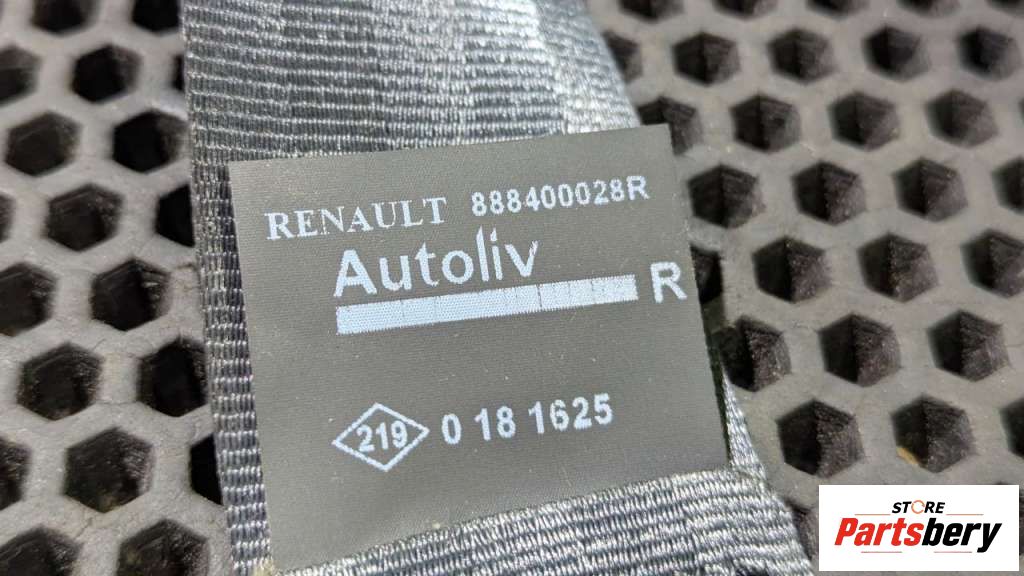 RENAULT 888400028R
Autoliv
R
219 0 18 1625
STORE
Partsbery